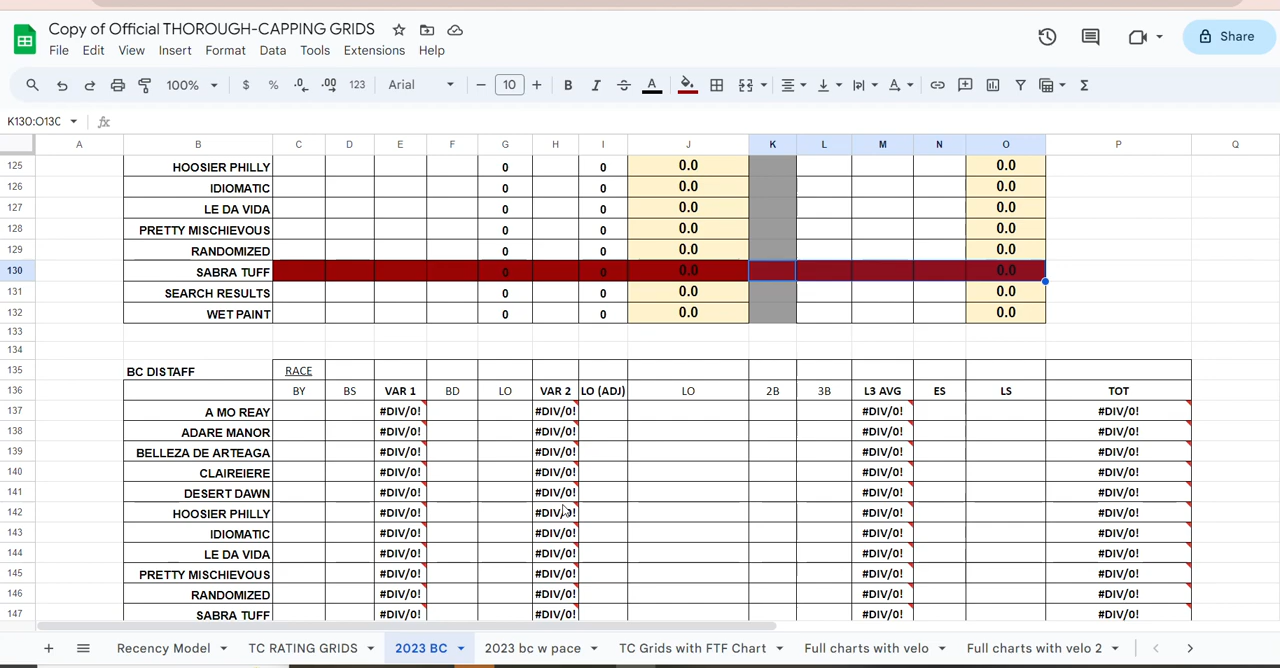 Copy of Official THOROUGH-CAPPING GRIDS
Share
File Edit View Insert Format Data Tools Extensions Help
100% $ % .0 .00 123 Arial 10 B I S A A Σ
K130:O130 fx
A B C D E F G H I J K L M N O P Q
125 HOOSIER PHILLY 0 0 0.0 0.0
126 IDIOMATIC 0 0 0.0 0.0
127 LE DA VIDA 0 0 0.0 0.0
128 PRETTY MISCHIEVOUS 0 0 0.0 0.0
129 RANDOMIZED 0 0 0.0 0.0
130 SABRA TUFF 0 0 0.0 0.0
131 SEARCH RESULTS 0 0 0.0 0.0
132 WET PAINT 0 0 0.0 0.0
133
134
135 BC DISTAFF RACE
136 BY BS VAR 1 BD LO VAR 2 LO (ADJ) LO 2B 3B L3 AVG ES LS TOT
137 A MO REAY #DIV/0! #DIV/0! #DIV/0! #DIV/0!
138 ADARE MANOR #DIV/0! #DIV/0! #DIV/0! #DIV/0!
139 BELLEZA DE ARTEAGA #DIV/0! #DIV/0! #DIV/0! #DIV/0!
140 CLAIREIERE #DIV/0! #DIV/0! #DIV/0! #DIV/0!
141 DESERT DAWN #DIV/0! #DIV/0! #DIV/0! #DIV/0!
142 HOOSIER PHILLY #DIV/0! #DIV/0! #DIV/0! #DIV/0!
143 IDIOMATIC #DIV/0! #DIV/0! #DIV/0! #DIV/0!
144 LE DA VIDA #DIV/0! #DIV/0! #DIV/0! #DIV/0!
145 PRETTY MISCHIEVOUS #DIV/0! #DIV/0! #DIV/0! #DIV/0!
146 RANDOMIZED #DIV/0! #DIV/0! #DIV/0! #DIV/0!
147 SABRA TUFF #DIV/0! #DIV/0! #DIV/0! #DIV/0!
Recency Model TC RATING GRIDS 2023 BC 2023 bc w pace TC Grids with FTF Chart Full charts with velo Full charts with velo 2